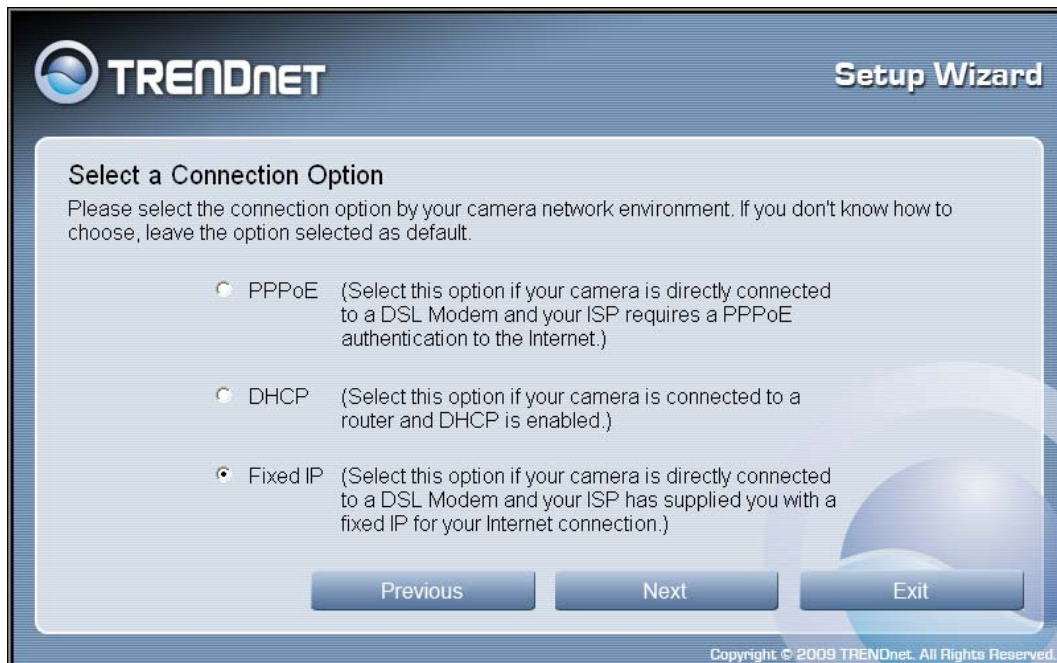 TRENDNET
Setup Wizard
Select a Connection Option
Please select the connection option by your camera network environment. If you don't know how to
choose, leave the option selected as default.
PPPoE (Select this option if your camera is directly connected
to a DSL Modem and your ISP requires a PPPoE
authentication to the Internet.)
DHCP (Select this option if your camera is connected to a
router and DHCP is enabled.)
Fixed IP (Select this option if your camera is directly connected
to a DSL Modem and your ISP has supplied you with a
fixed IP for your Internet connection.)
Previous Next Exit
Copyright © 2009 TRENDnet. All Rights Reserved.